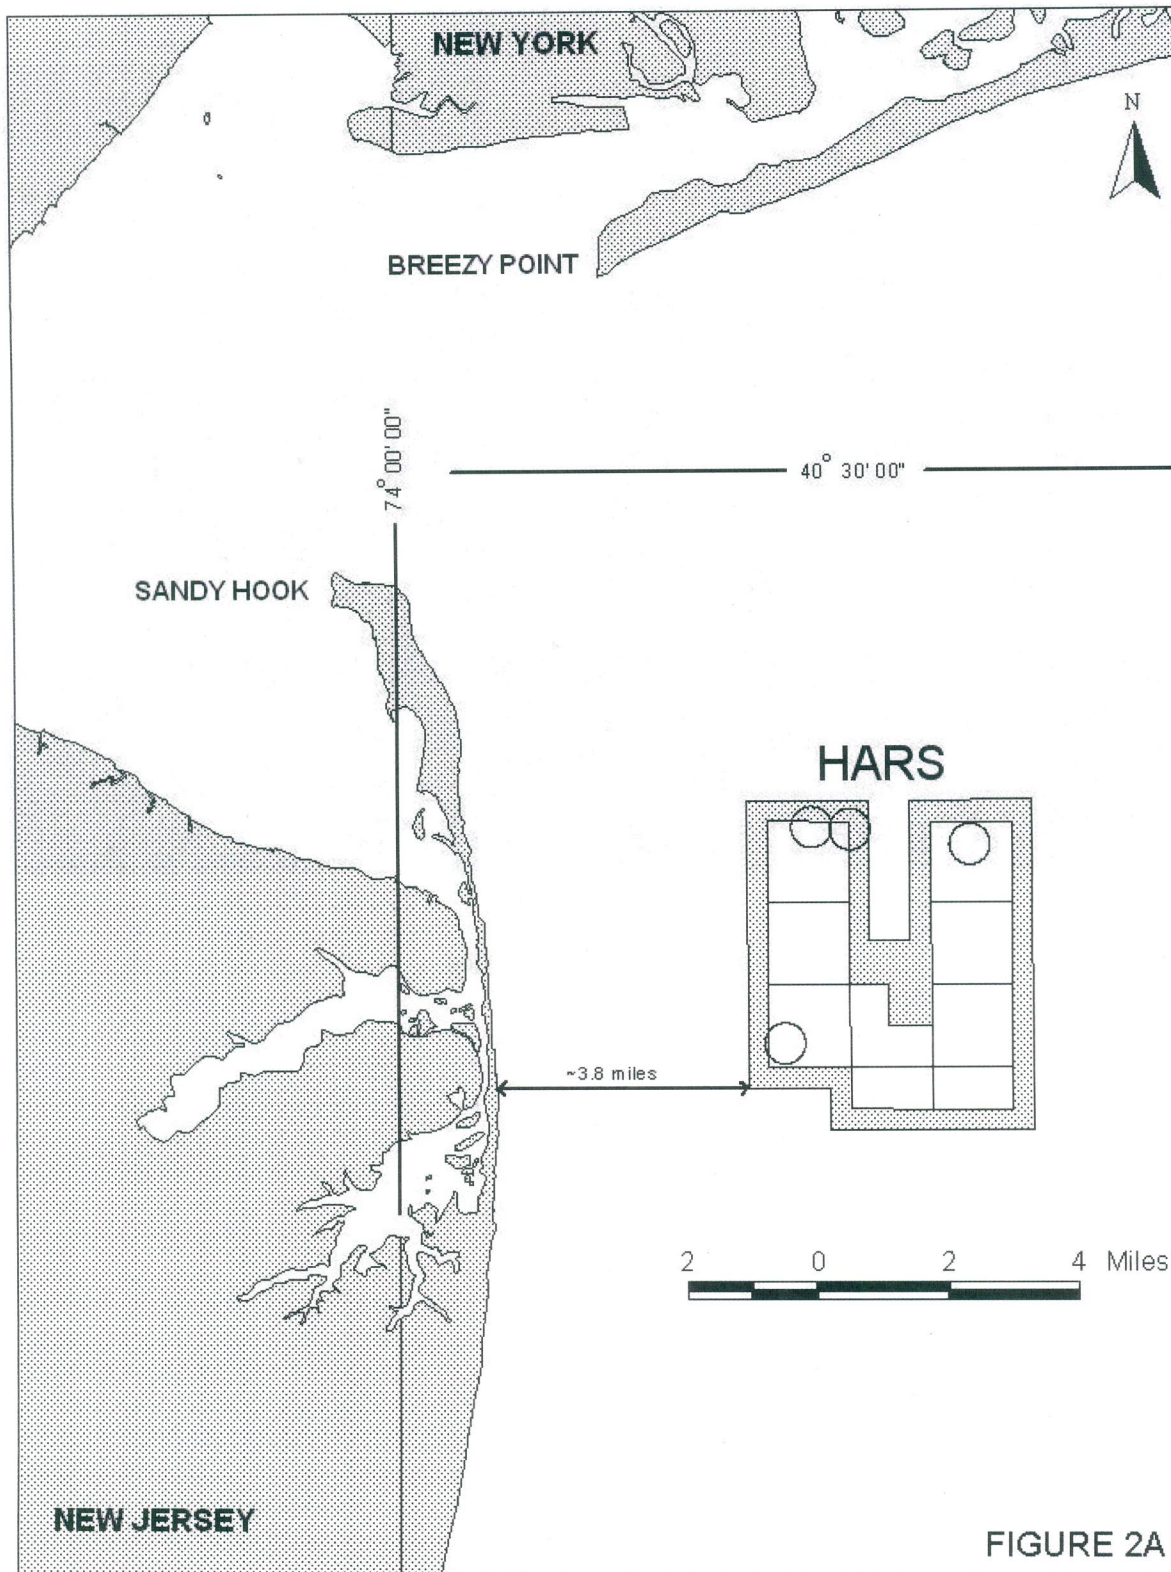 NEW YORK
N
BREEZY POINT
74° 00' 00"
40° 30' 00"
SANDY HOOK
HARS
~3.8 miles
2 0 2 4 Miles
NEW JERSEY
FIGURE 2A